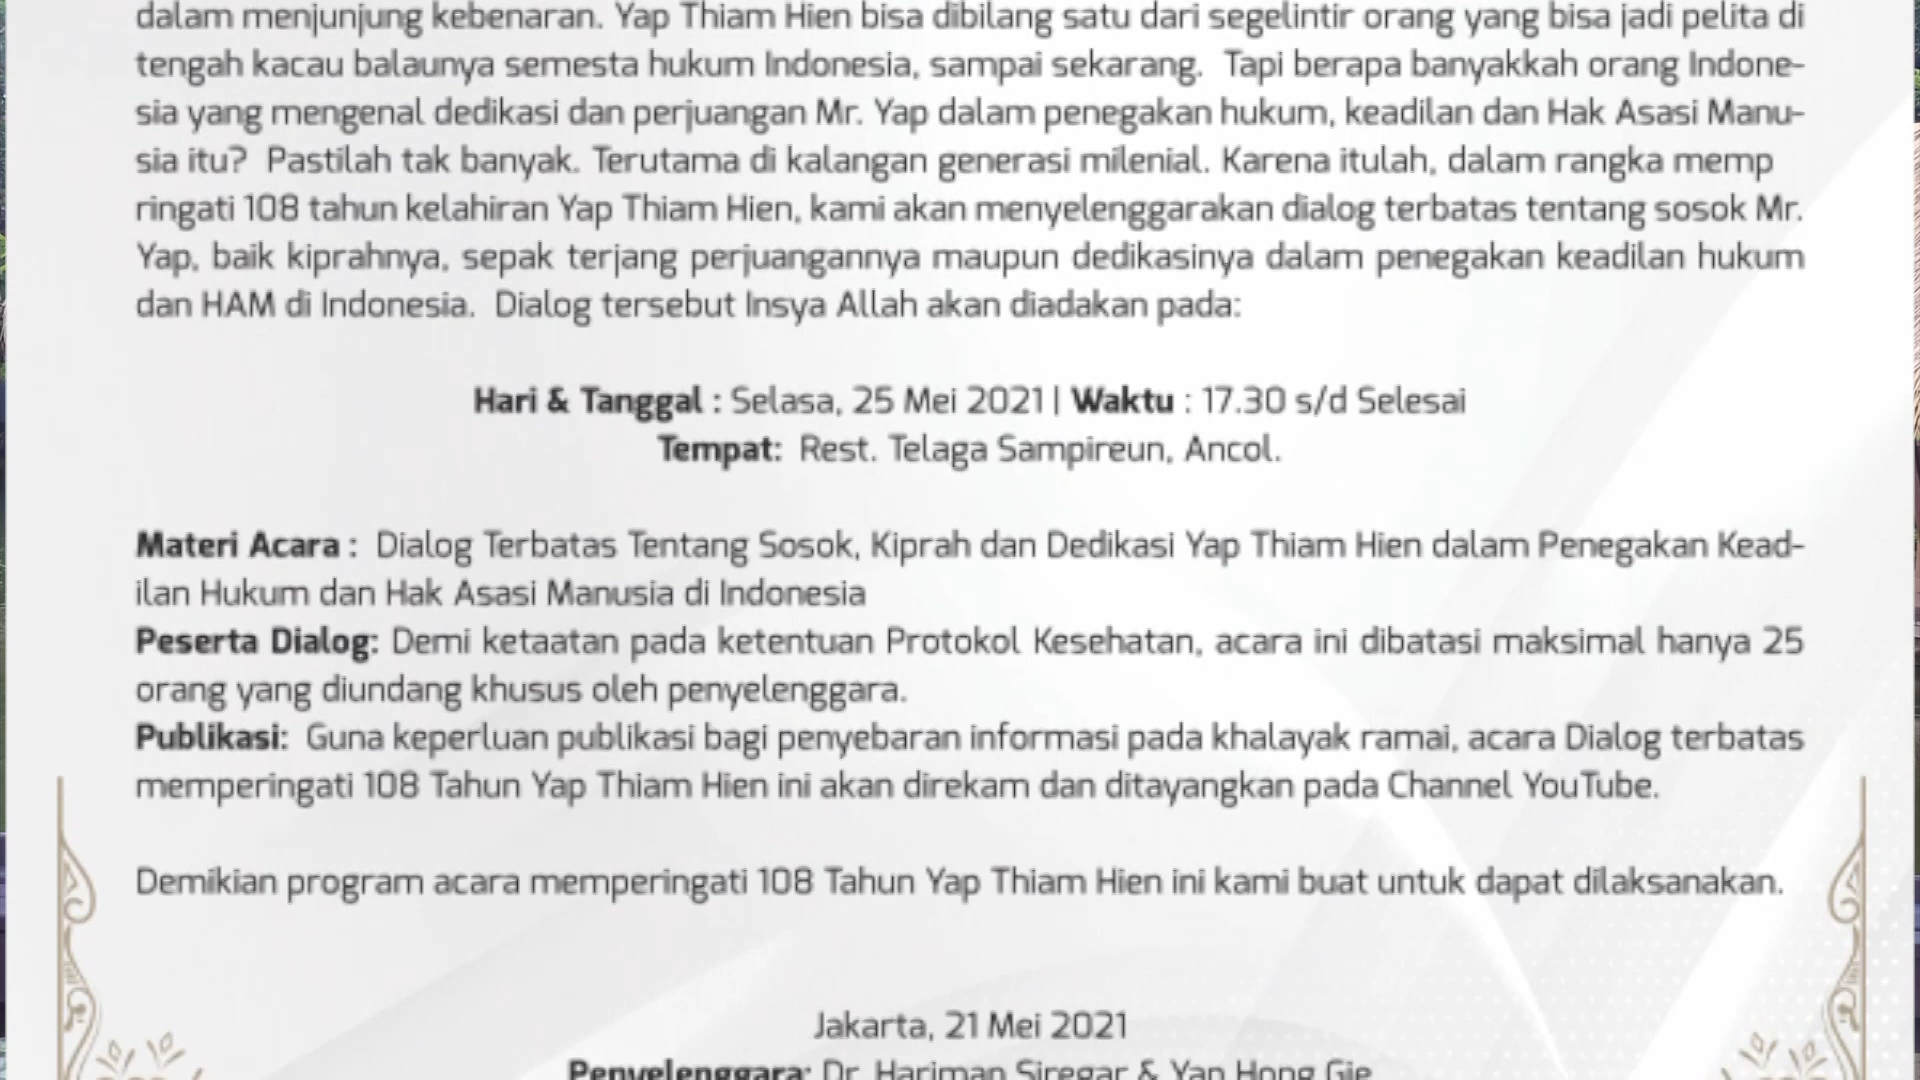 dalam menjunjung kebenaran. Yap Thiam Hien bisa dibilang satu dari segelintir orang yang bisa jadi pelita di
tengah kacau balaunya semesta hukum Indonesia, sampai sekarang. Tapi berapa banyakkah orang Indone-
sia yang mengenal dedikasi dan perjuangan Mr. Yap dalam penegakan hukum, keadilan dan Hak Asasi Manu-
sia itu? Pastilah tak banyak. Terutama di kalangan generasi milenial. Karena itulah, dalam rangka memp
ringati 108 tahun kelahiran Yap Thiam Hien, kami akan menyelenggarakan dialog terbatas tentang sosok Mr.
Yap, baik kiprahnya, sepak terjang perjuangannya maupun dedikasinya dalam penegakan keadilan hukum
dan HAM di Indonesia. Dialog tersebut Insya Allah akan diadakan pada:
Hari & Tanggal : Selasa, 25 Mei 2021 | Waktu : 17.30 s/d Selesai
Tempat: Rest. Telaga Sampireun, Ancol.
Materi Acara : Dialog Terbatas Tentang Sosok, Kiprah dan Dedikasi Yap Thiam Hien dalam Penegakan Kead-
ilan Hukum dan Hak Asasi Manusia di Indonesia
Peserta Dialog: Demi ketaatan pada ketentuan Protokol Kesehatan, acara ini dibatasi maksimal hanya 25
orang yang diundang khusus oleh penyelenggara.
Publikasi: Guna keperluan publikasi bagi penyebaran informasi pada khalayak ramai, acara Dialog terbatas
memperingati 108 Tahun Yap Thiam Hien ini akan direkam dan ditayangkan pada Channel YouTube.
Demikian program acara memperingati 108 Tahun Yap Thiam Hien ini kami buat untuk dapat dilaksanakan.
Jakarta, 21 Mei 2021
Penyelenggara: Dr. Hariman Siregar & Yap Hong Gie